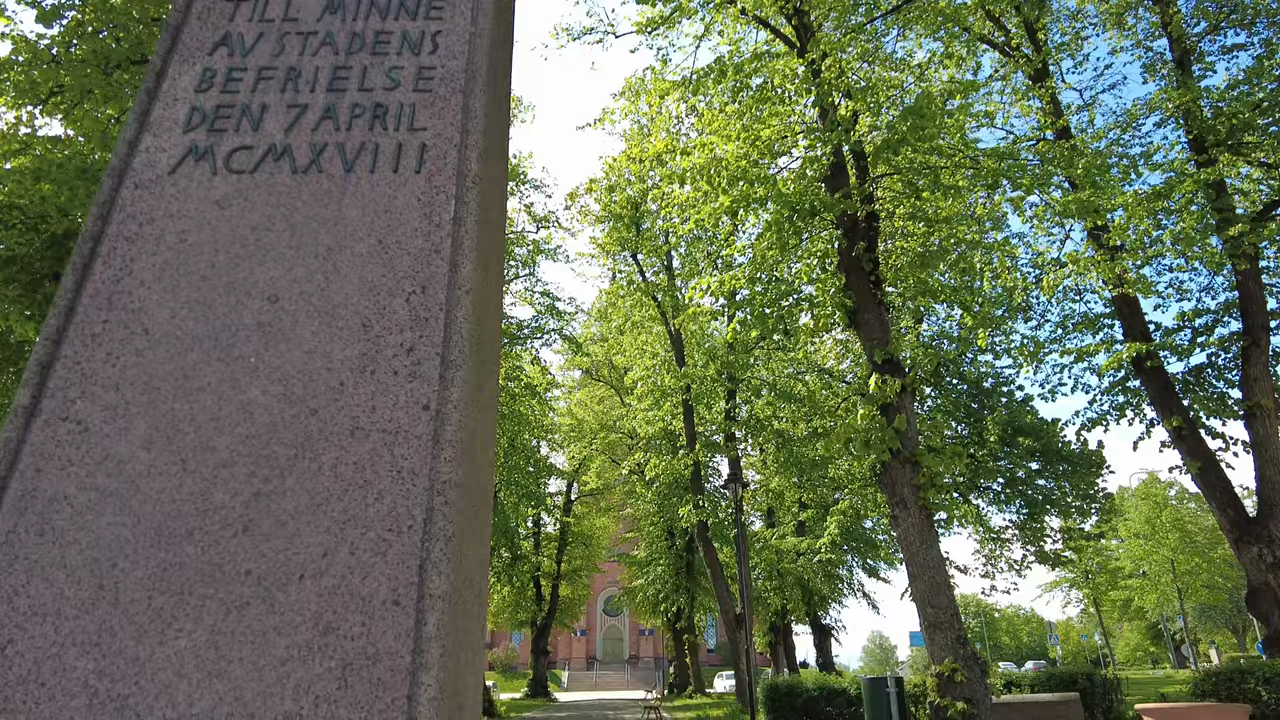 TILL MINNE
AV STADENS
BEFRIELSE
DEN 7 APRIL
MCMXVIII